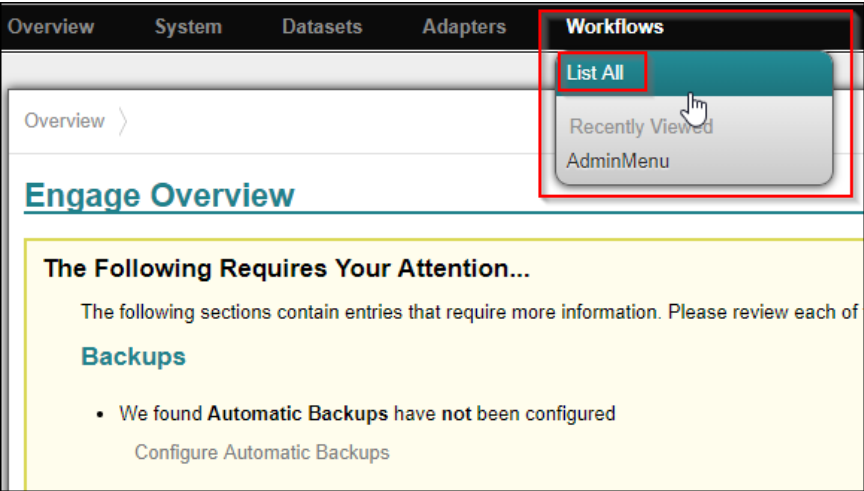 Overview System Datasets Adapters Workflows
List All
Recently Viewed
AdminMenu
Overview
Engage Overview
The Following Requires Your Attention...
The following sections contain entries that require more information. Please review each of
Backups
• We found Automatic Backups have not been configured
Configure Automatic Backups